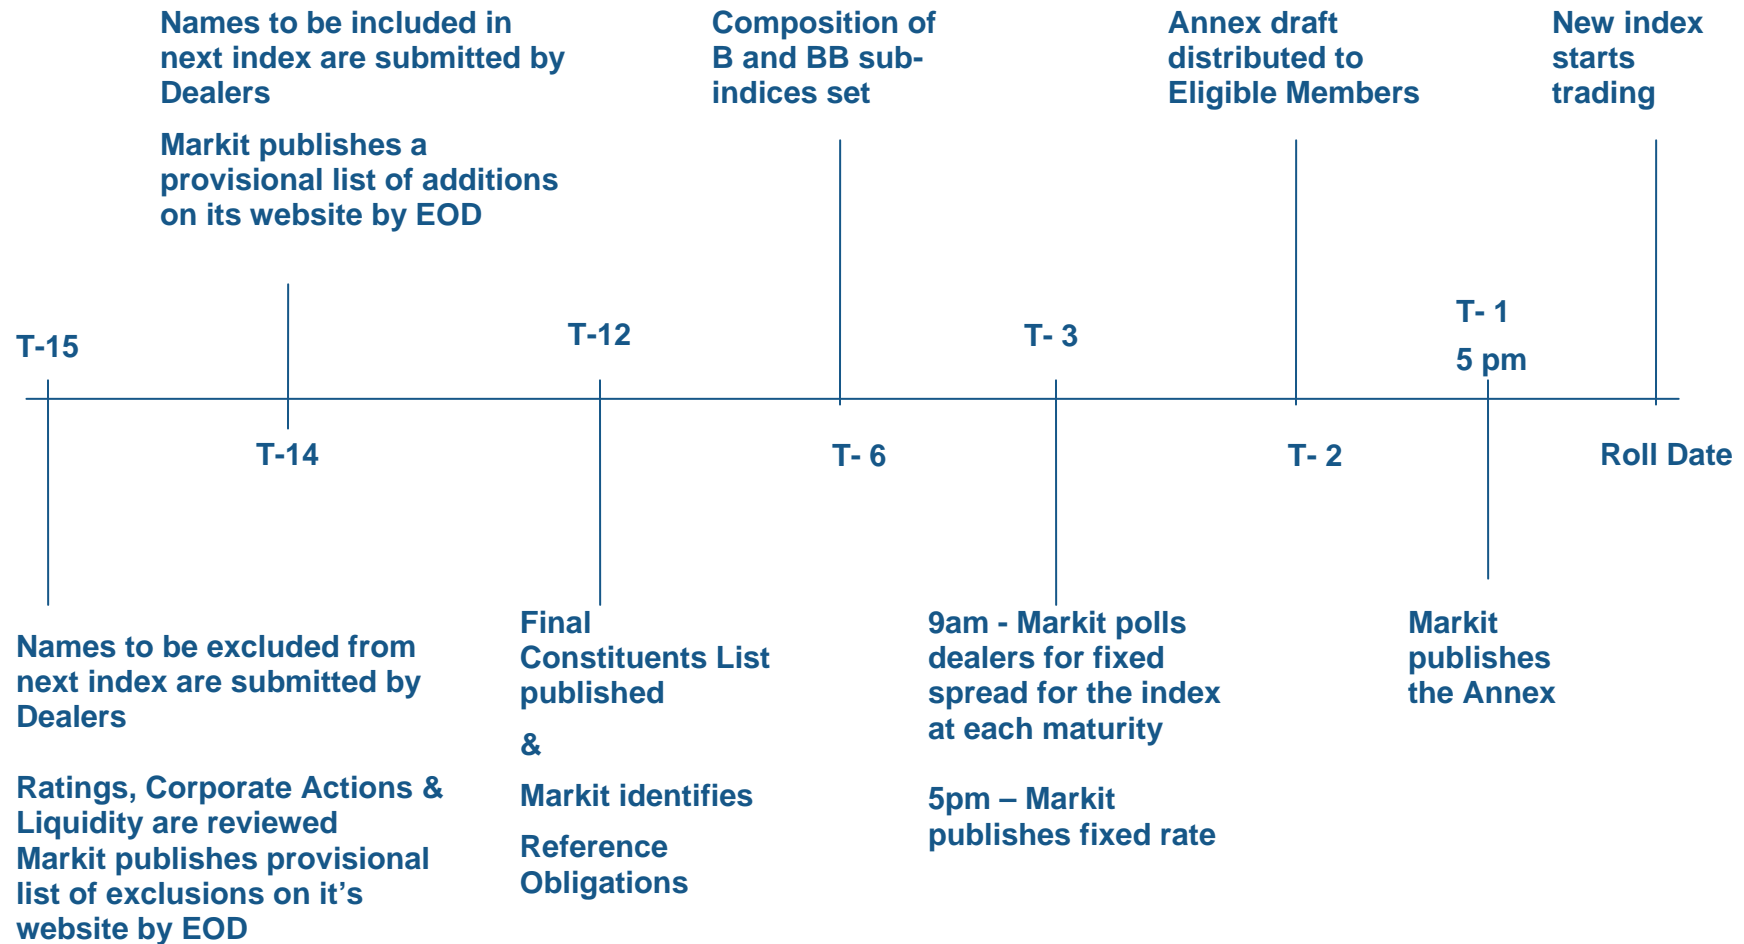 Names to be included in
next index are submitted by
Dealers
Markit publishes a
provisional list of additions
on its website by EOD
Composition of
B and BB sub-
indices set
Annex draft
distributed to
Eligible Members
New index
starts
trading
T-15
T-12
T- 3
T- 1
5 pm
T-14
T- 6
T- 2
Roll Date
Names to be excluded from
next index are submitted by
Dealers
Ratings, Corporate Actions &
Liquidity are reviewed
Markit publishes provisional
list of exclusions on it’s
website by EOD
Final
Constituents List
published
&
Markit identifies
Reference
Obligations
9am - Markit polls
dealers for fixed
spread for the index
at each maturity
5pm – Markit
publishes fixed rate
Markit
publishes
the Annex